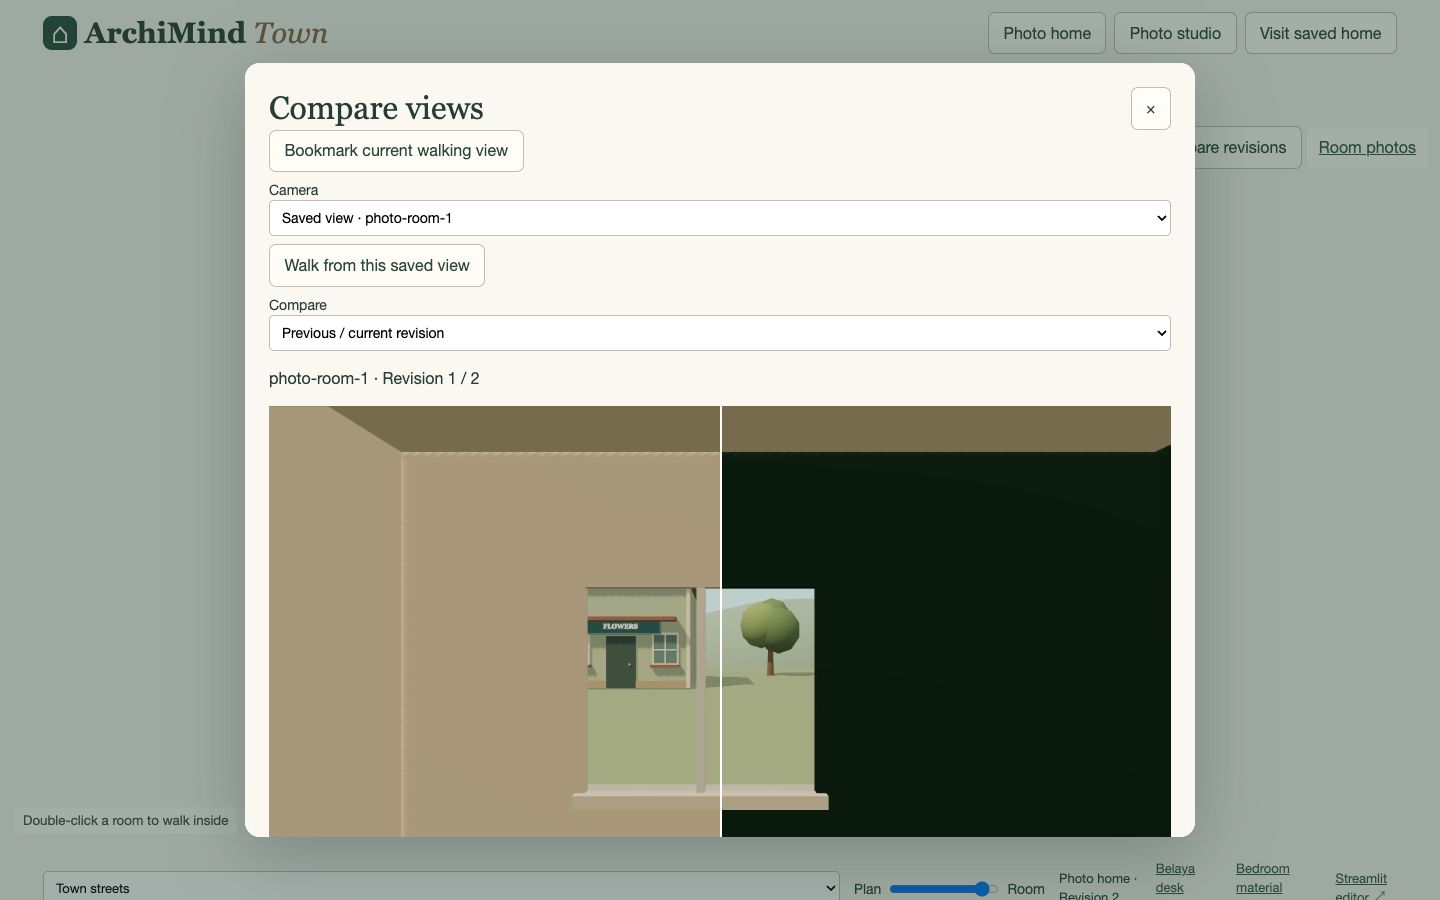 ArchiMind Town
Photo home
Photo studio
Visit saved home
Compare views
×
Bookmark current walking view
are revisions
Room photos
Camera
Saved view · photo-room-1
Walk from this saved view
Compare
Previous / current revision
photo-room-1 · Revision 1 / 2
FLOWERS
Double-click a room to walk inside
Town streets
Plan
Room
Photo home ·
Revision 2
Belaya
desk
Bedroom
material
Streamlit
editor ↗